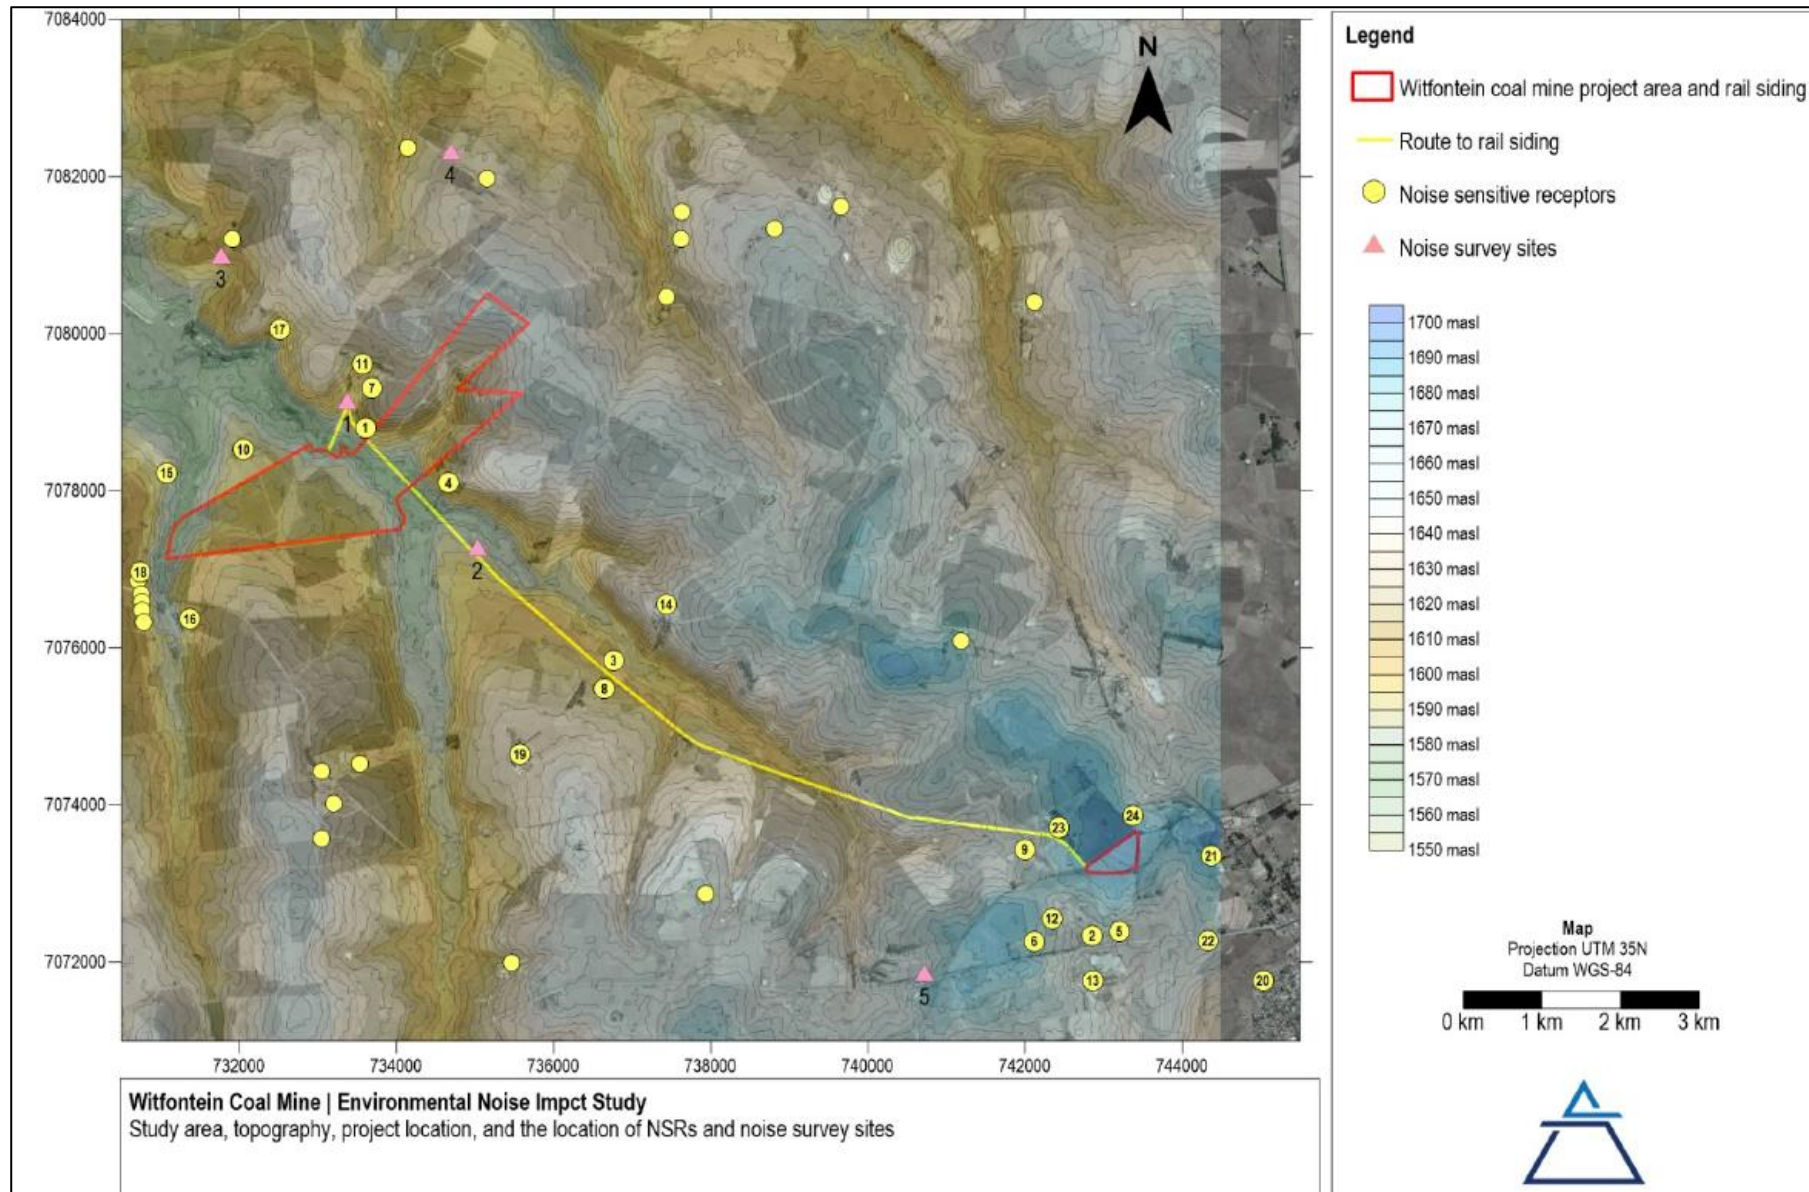 7084000
7082000
7080000
7078000
7076000
7074000
7072000
732000
734000
736000
738000
740000
742000
744000
N
4
3
17
11
7
1
1
10
15
4
2
18
16
14
3
8
19
23
24
9
21
12
6
2
5
22
13
20
5
Legend
Witfontein coal mine project area and rail siding
Route to rail siding
Noise sensitive receptors
Noise survey sites
1700 masl
1690 masl
1680 masl
1670 masl
1660 masl
1650 masl
1640 masl
1630 masl
1620 masl
1610 masl
1600 masl
1590 masl
1580 masl
1570 masl
1560 masl
1550 masl
Map
Projection UTM 35N
Datum WGS-84
0 km 1 km 2 km 3 km
Witfontein Coal Mine | Environmental Noise Impct Study
Study area, topography, project location, and the location of NSRs and noise survey sites